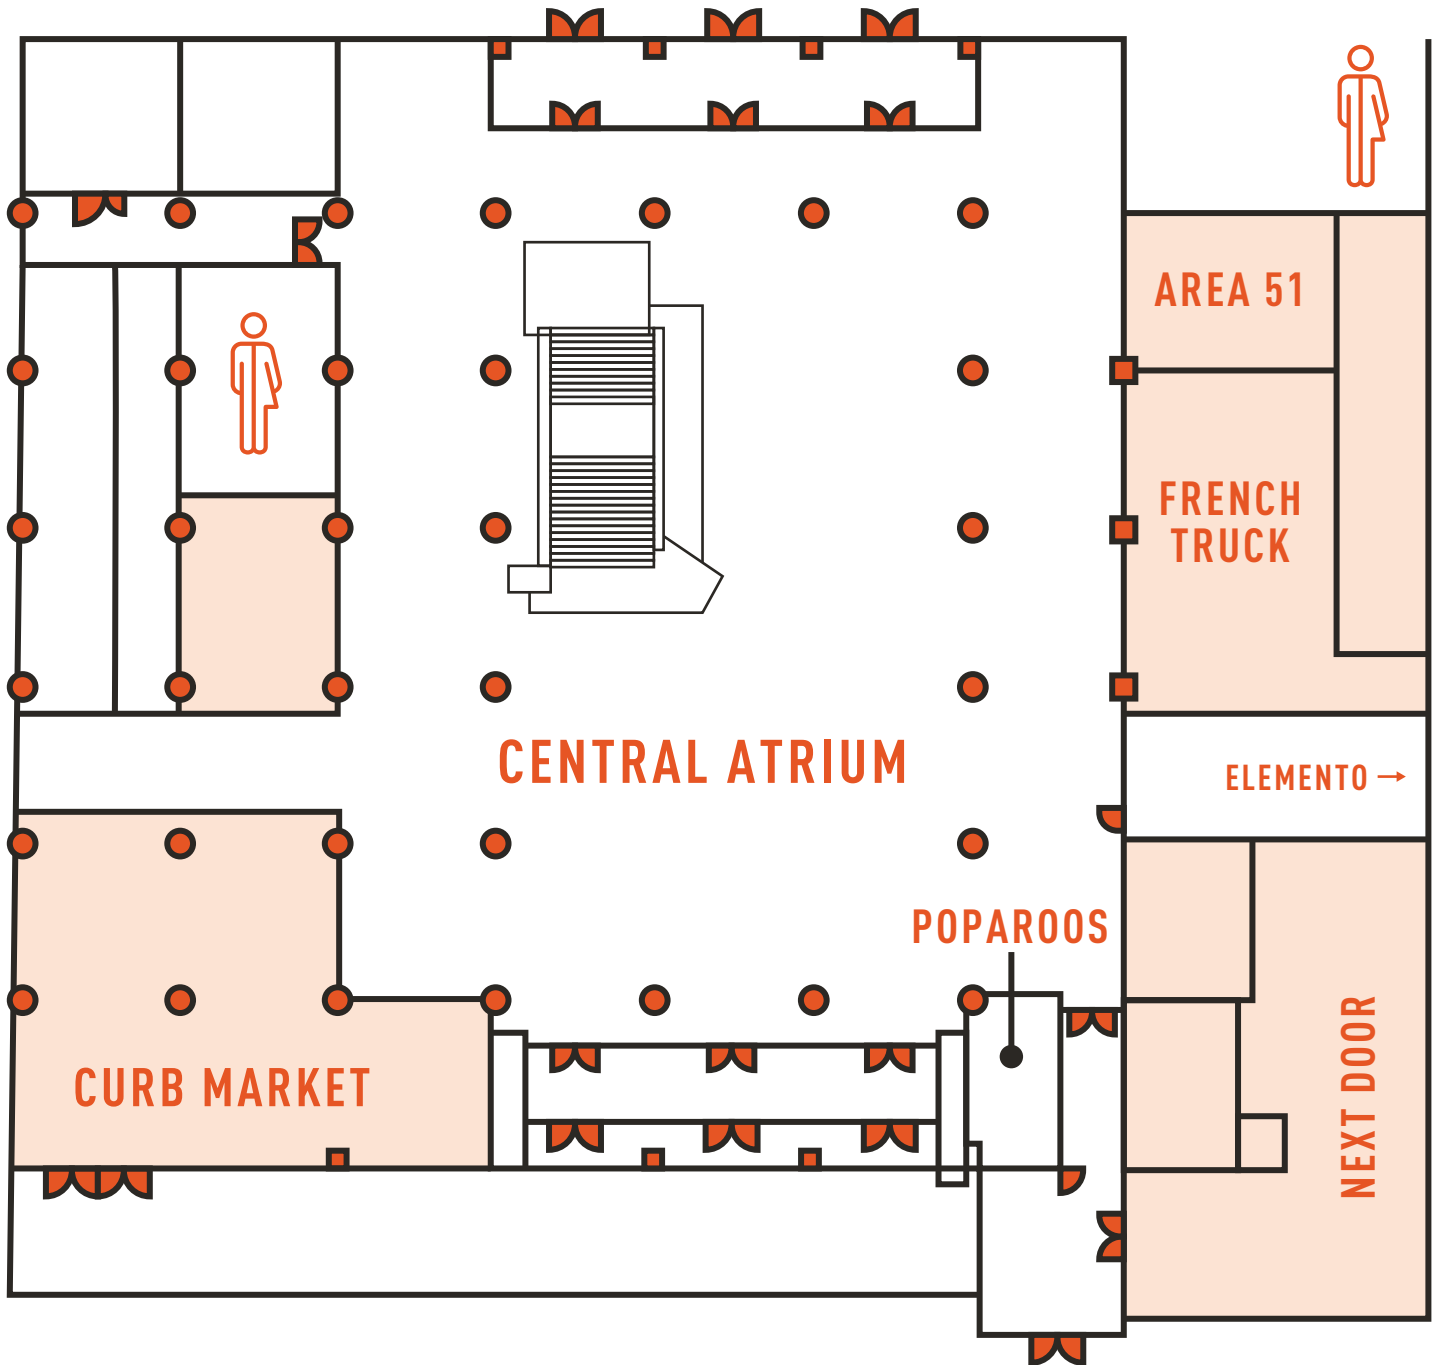 AREA 51
FRENCH
TRUCK
CENTRAL ATRIUM
ELEMENTO →
POPAROOS
CURB MARKET
NEXT DOOR